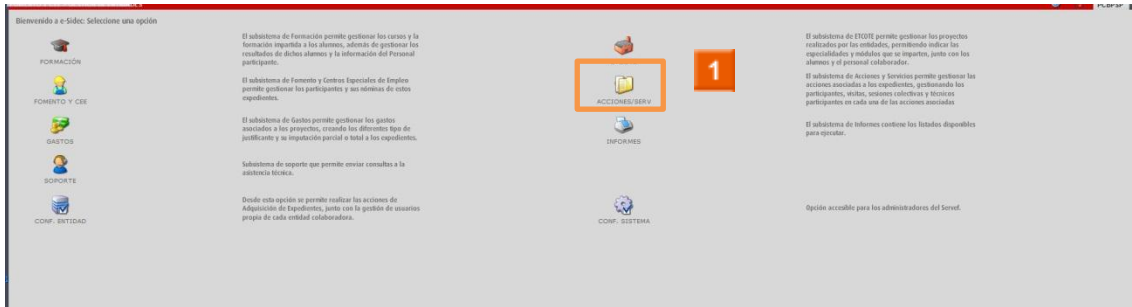 Bienvenido a e-Sidec: Seleccione una opción
FORMACIÓN
El subsistema de Formación permite gestionar los cursos y la
formación impartida a los alumnos, además de gestionar los
resultados de dichos alumnos y la información del Personal
participante.
El subsistema de ETCOTE permite gestionar los proyectos
realizados por las entidades, permitiendo indicar las
especialidades y módulos que se imparten, junto con los
alumnos y el personal colaborador.
1
FOMENTO Y CEE
El subsistema de Fomento y Centros Especiales de Empleo
permite gestionar los participantes y sus nóminas de estos
expedientes.
ACCIONES/SERV
El subsistema de Acciones y Servicios permite gestionar las
acciones asociadas a los expedientes, gestionando los
participantes, visitas, sesiones colectivas y técnicos
participantes en cada una de las acciones asociadas
GASTOS
El subsistema de Gastos permite gestionar los gastos
asociados a los proyectos, creando los diferentes tipo de
justificante y su imputación parcial o total a los expedientes.
INFORMES
El subsistema de Informes contiene los listados disponibles
para ejecutar.
SOPORTE
Subsistema de soporte que permite enviar consultas a la
asistencia técnica.
CONF. ENTIDAD
Desde esta opción se permite realizar las acciones de
Adquisición de Expedientes, junto con la gestión de usuarios
propia de cada entidad colaboradora.
CONF. SISTEMA
Opción accesible para los administradores del Servef.